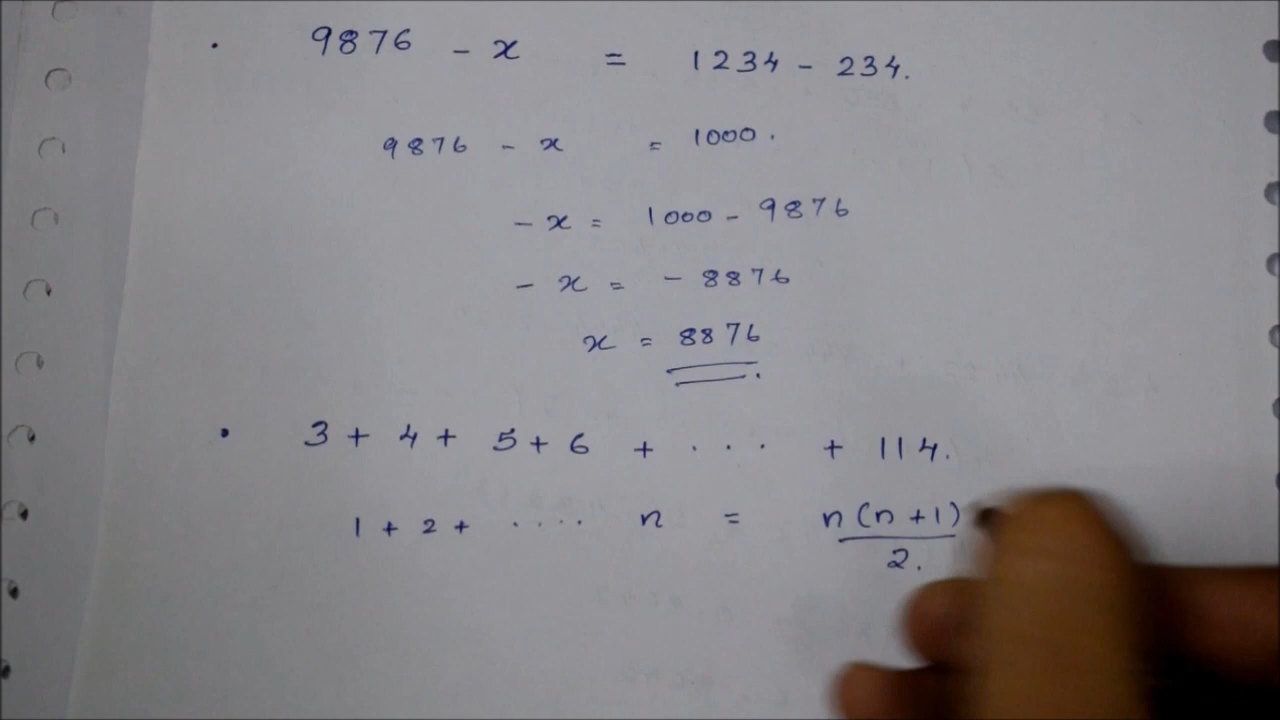 . 9876 - x = 1234 - 234.
9876 - x = 1000.
- x = 1000 - 9876
- x = - 8876
x = 8876.
. 3 + 4 + 5 + 6 + . . . + 114.
1 + 2 + . . . . n = n(n+1)
2.